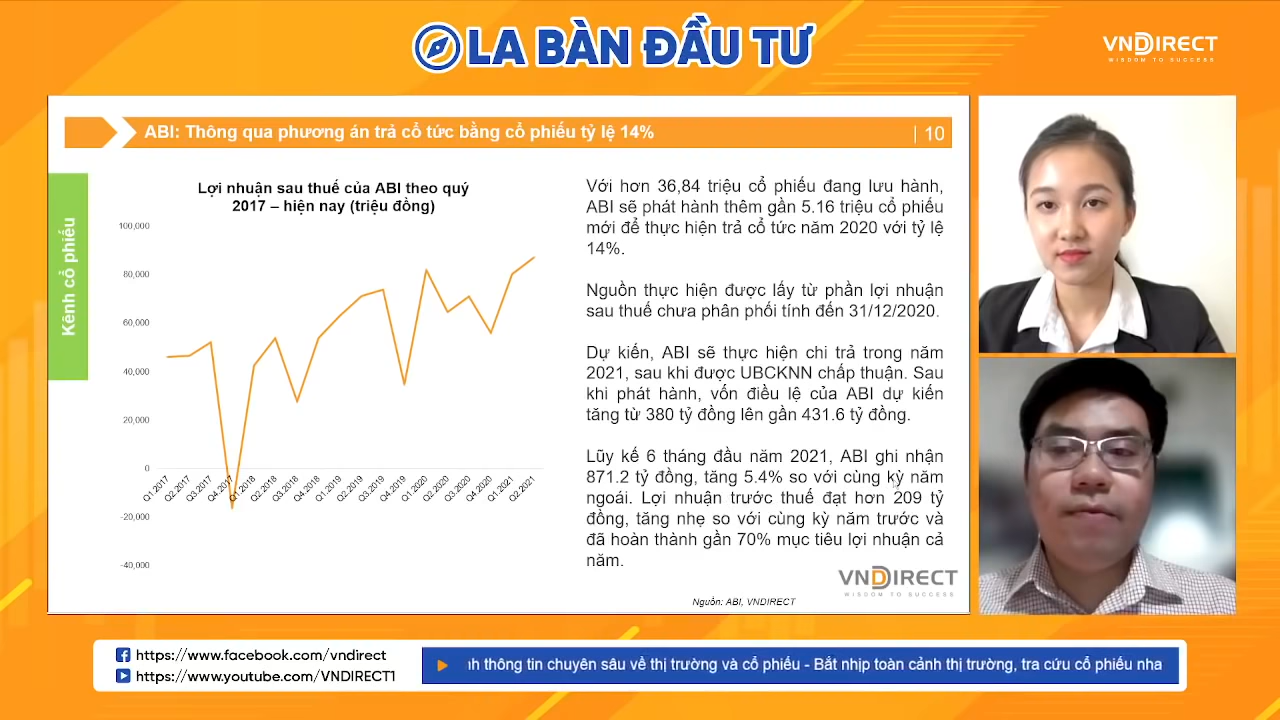 LA BÀN ĐẦU TƯ
VNDIRECT
WISDOM TO SUCCESS
ABI: Thông qua phương án trả cổ tức bằng cổ phiếu tỷ lệ 14%
| 10
Kênh cổ phiếu
Lợi nhuận sau thuế của ABI theo quý
2017 – hiện nay (triệu đồng)
100,000
80,000
60,000
40,000
20,000
0
-20,000
-40,000
Q1.2017
Q2.2017
Q3.2017
Q4.2017
Q1.2018
Q2.2018
Q3.2018
Q4.2018
Q1.2019
Q2.2019
Q3.2019
Q4.2019
Q1.2020
Q2.2020
Q3.2020
Q4.2020
Q1.2021
Q2.2021
Với hơn 36,84 triệu cổ phiếu đang lưu hành,
ABI sẽ phát hành thêm gần 5.16 triệu cổ phiếu
mới để thực hiện trả cổ tức năm 2020 với tỷ lệ
14%.
Nguồn thực hiện được lấy từ phần lợi nhuận
sau thuế chưa phân phối tính đến 31/12/2020.
Dự kiến, ABI sẽ thực hiện chi trả trong năm
2021, sau khi được UBCKNN chấp thuận. Sau
khi phát hành, vốn điều lệ của ABI dự kiến
tăng từ 380 tỷ đồng lên gần 431.6 tỷ đồng.
Lũy kế 6 tháng đầu năm 2021, ABI ghi nhận
871.2 tỷ đồng, tăng 5.4% so với cùng kỳ năm
ngoái. Lợi nhuận trước thuế đạt hơn 209 tỷ
đồng, tăng nhẹ so với cùng kỳ năm trước và
đã hoàn thành gần 70% mục tiêu lợi nhuận cả
năm.
VNDIRECT
WISDOM TO SUCCESS
Nguồn: ABI, VNDIRECT
https://www.facebook.com/vndirect
https://www.youtube.com/VNDIRECT1
thông tin chuyên sâu về thị trường và cổ phiếu - Bắt nhịp toàn cảnh thị trường, tra cứu cổ phiếu nha